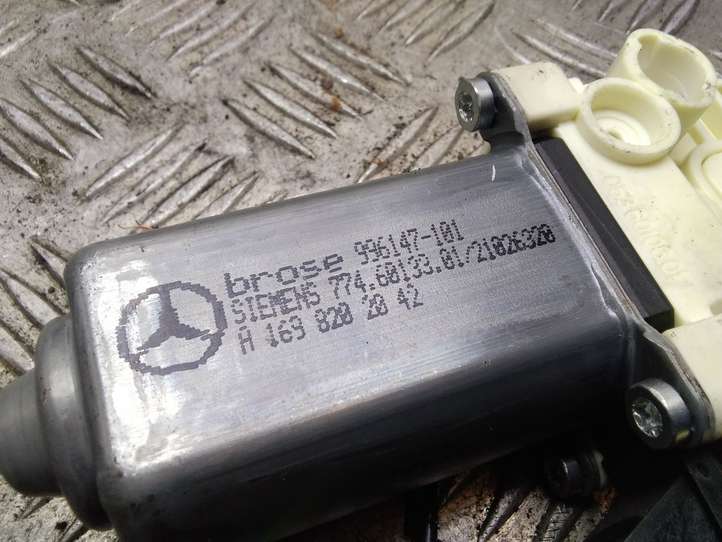 brose 996147-101
SIEMENS 774.60133.01/21026320
A 169 820 20 42